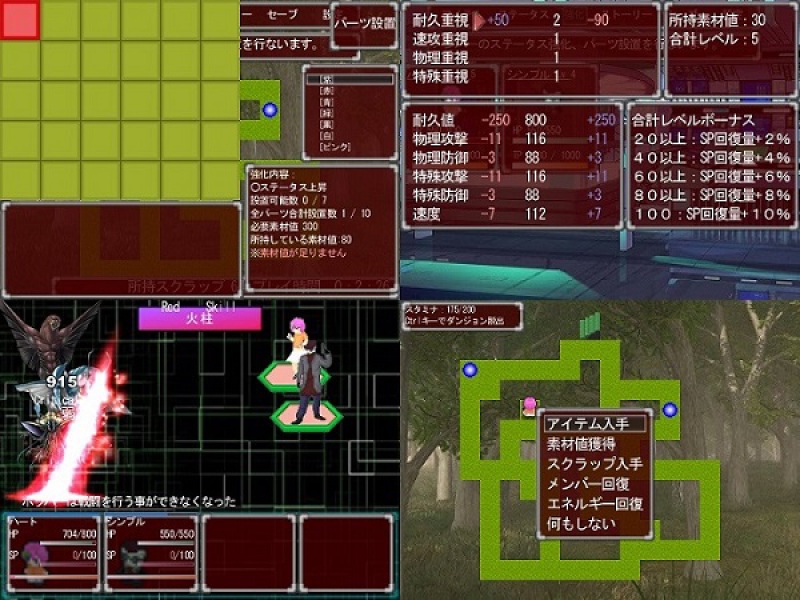 セーブ
パーツ設置
を行ないます。
[紫]
[赤]
[青]
[緑]
[黒]
[白]
[ピンク]
強化内容:
○ステータス上昇
設置可能数 0 / 7
全パーツ合計設置数 1 / 10
必要素材値 300
所持している素材値:80
※素材値が足りません
所持スクラップ
耐久重視 +50 2 -90
速攻重視 1
物理重視 1
特殊重視 1
所持素材値:30
合計レベル:5
耐久値 -250 800 +250
物理攻撃 -11 116 +11
物理防御 -3 88 +3
特殊攻撃 -11 116 +11
特殊防御 -3 88 +3
速度 -7 112 +7
合計レベルボーナス
20以上:SP回復量+2%
40以上:SP回復量+4%
60以上:SP回復量+6%
80以上:SP回復量+8%
100:SP回復量+10%
Red Skill
火柱
915
は戦闘を行う事ができなくなった
ハート
HP 704/800
SP 0/100
シンプル
HP 550/550
SP 0/100
スタミナ:175/200
Ctrlキーでダンジョン脱出
アイテム入手
素材値獲得
スクラップ入手
メンバー回復
エネルギー回復
何もしない